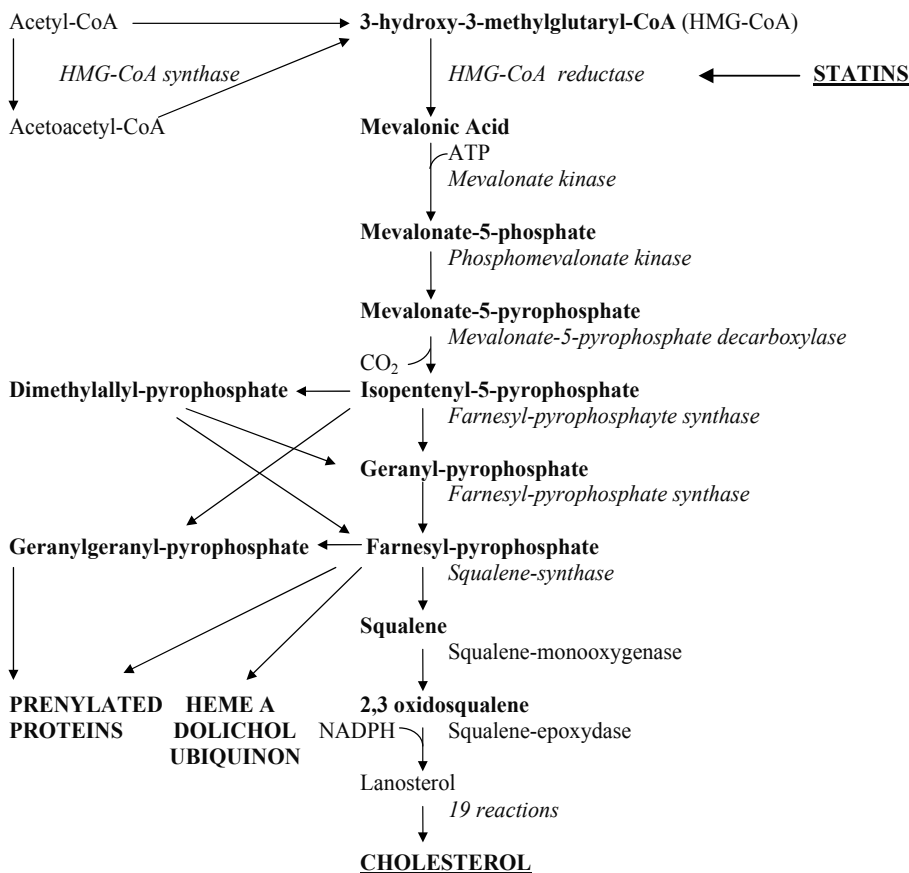 Acetyl-CoA
3-hydroxy-3-methylglutaryl-CoA (HMG-CoA)
HMG-CoA synthase
HMG-CoA reductase
STATINS
Acetoacetyl-CoA
Mevalonic Acid
ATP
Mevalonate kinase
Mevalonate-5-phosphate
Phosphomevalonate kinase
Mevalonate-5-pyrophosphate
Mevalonate-5-pyrophosphate decarboxylase
CO₂
Dimethylallyl-pyrophosphate
Isopentenyl-5-pyrophosphate
Farnesyl-pyrophosphayte synthase
Geranyl-pyrophosphate
Farnesyl-pyrophosphate synthase
Geranylgeranyl-pyrophosphate
Farnesyl-pyrophosphate
Squalene-synthase
Squalene
Squalene-monooxygenase
PRENYLATED
PROTEINS
HEME A
DOLICHOL
UBIQUINON
2,3 oxidosqualene
NADPH
Squalene-epoxydase
Lanosterol
19 reactions
CHOLESTEROL